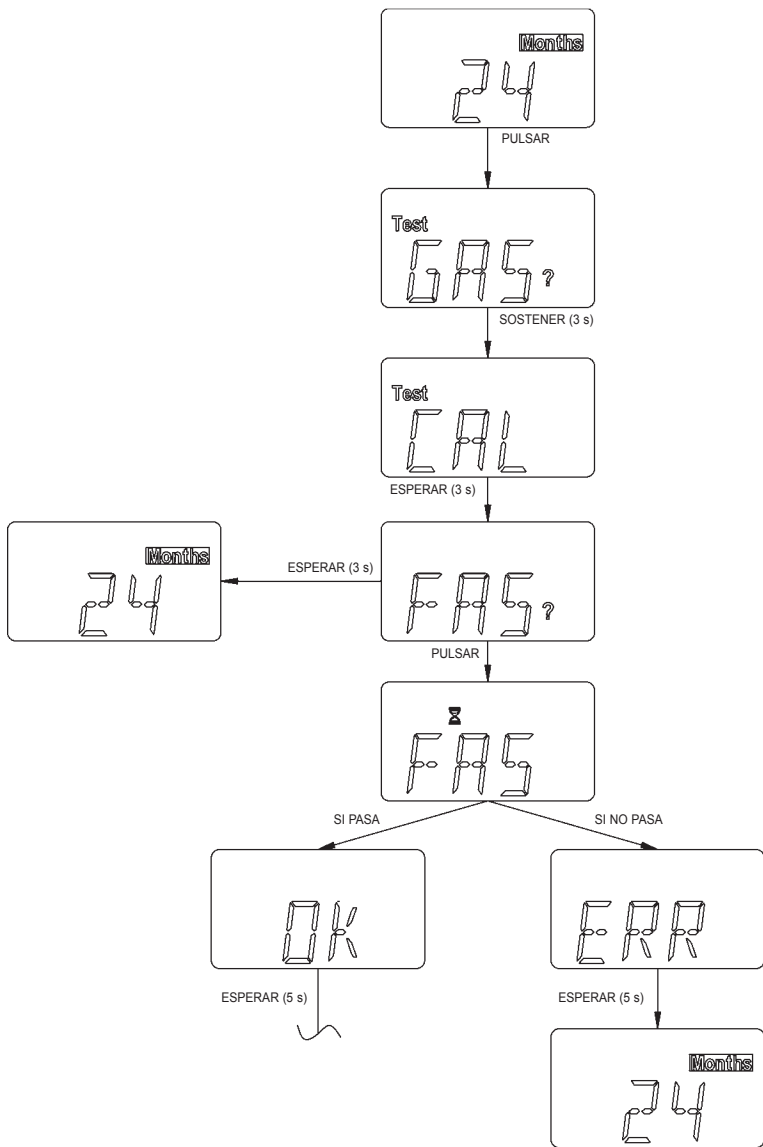 Months
24
PULSAR
Test
GAS ?
SOSTENER (3 s)
Test
CAL
ESPERAR (3 s)
Months
24
ESPERAR (3 s)
FAS ?
PULSAR
FAS
SI PASA
SI NO PASA
OK
ERR
ESPERAR (5 s)
ESPERAR (5 s)
Months
24